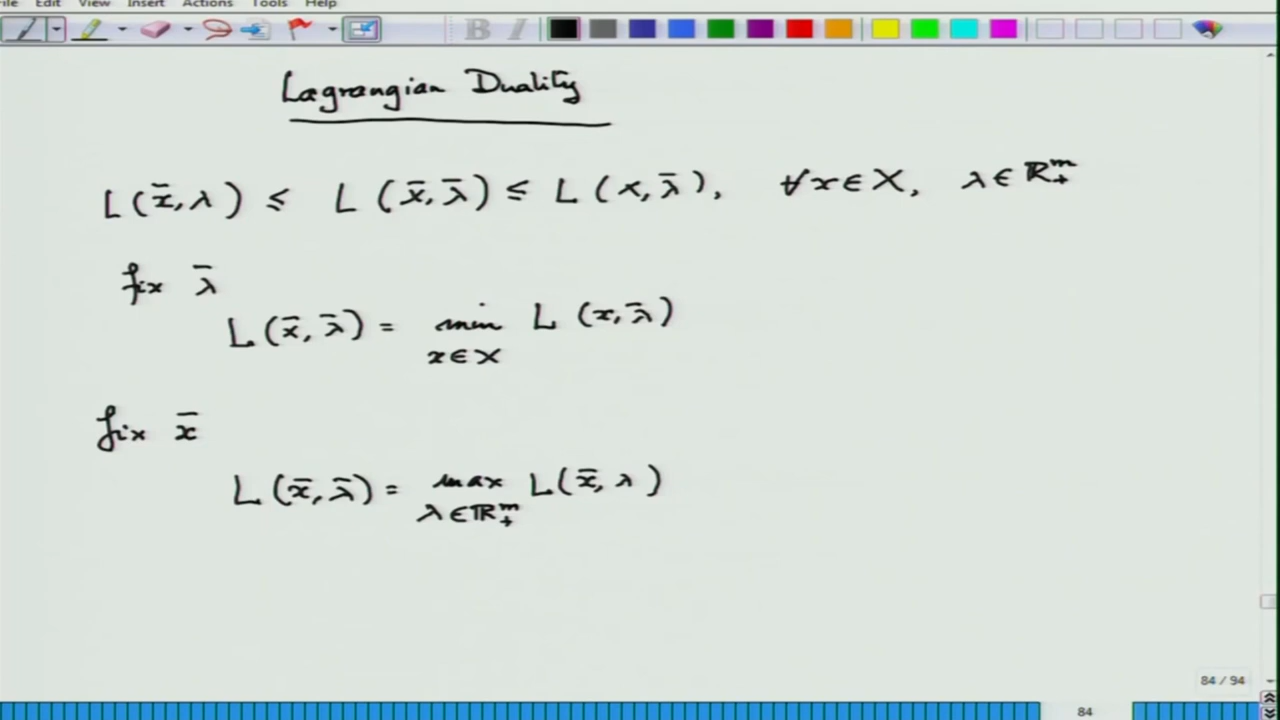 File Edit View Insert Actions Tools Help
B I
Lagrangian Duality
L(x̄, λ) ≤ L(x̄, λ̄) ≤ L(x, λ̄), ∀x∈X, λ∈ℝ₊ᵐ
fix λ̄
L(x̄, λ̄) = min L(x, λ̄)
x∈X
fix x̄
L(x̄, λ̄) = max L(x̄, λ)
λ∈ℝ₊ᵐ
84 / 94
84